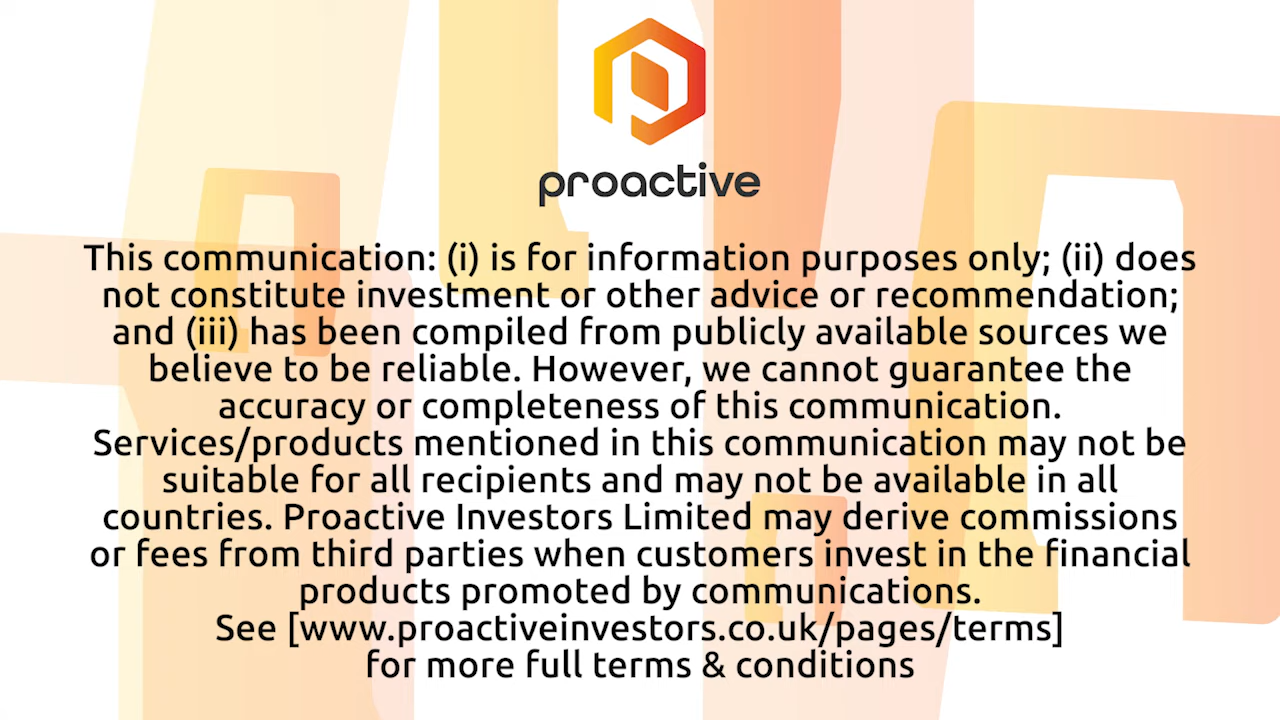 proactive
This communication: (i) is for information purposes only; (ii) does
not constitute investment or other advice or recommendation;
and (iii) has been compiled from publicly available sources we
believe to be reliable. However, we cannot guarantee the
accuracy or completeness of this communication.
Services/products mentioned in this communication may not be
suitable for all recipients and may not be available in all
countries. Proactive Investors Limited may derive commissions
or fees from third parties when customers invest in the financial
products promoted by communications.
See [www.proactiveinvestors.co.uk/pages/terms]
for more full terms & conditions